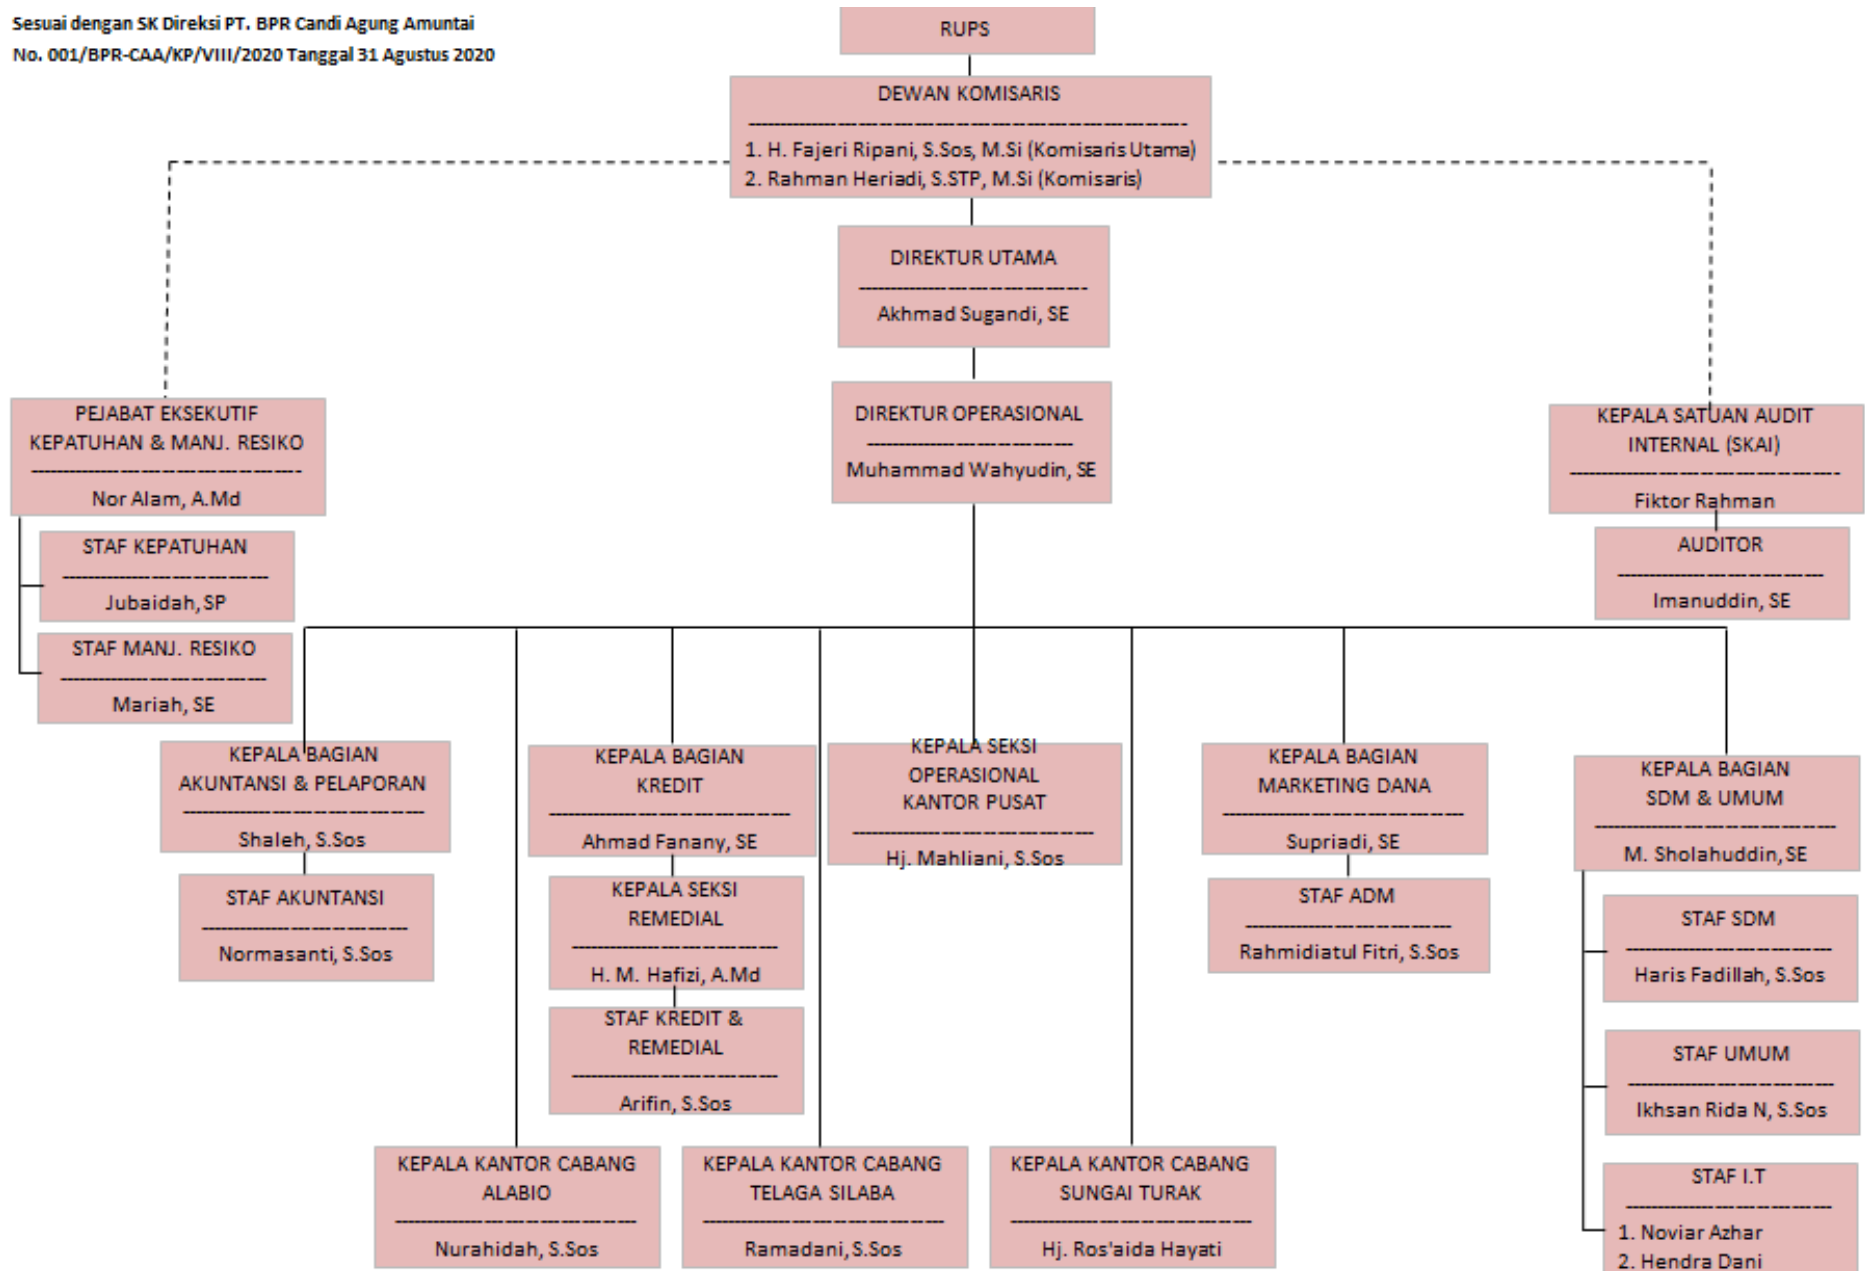 Sesuai dengan SK Direksi PT. BPR Candi Agung Amuntai
No. 001/BPR-CAA/KP/VIII/2020 Tanggal 31 Agustus 2020
RUPS
DEWAN KOMISARIS
1. H. Fajeri Ripani, S.Sos, M.Si (Komisaris Utama)
2. Rahman Heriadi, S.STP, M.Si (Komisaris)
DIREKTUR UTAMA
Akhmad Sugandi, SE
DIREKTUR OPERASIONAL
Muhammad Wahyudin, SE
PEJABAT EKSEKUTIF
KEPATUHAN & MANJ. RESIKO
Nor Alam, A.Md
STAF KEPATUHAN
Jubaidah, SP
STAF MANJ. RESIKO
Mariah, SE
KEPALA SATUAN AUDIT
INTERNAL (SKAI)
Fiktor Rahman
AUDITOR
Imanuddin, SE
KEPALA BAGIAN
AKUNTANSI & PELAPORAN
Shaleh, S.Sos
STAF AKUNTANSI
Normasanti, S.Sos
KEPALA BAGIAN
KREDIT
Ahmad Fanany, SE
KEPALA SEKSI
REMEDIAL
H. M. Hafizi, A.Md
STAF KREDIT &
REMEDIAL
Arifin, S.Sos
KEPALA SEKSI
OPERASIONAL
KANTOR PUSAT
Hj. Mahliani, S.Sos
KEPALA BAGIAN
MARKETING DANA
Supriadi, SE
STAF ADM
Rahmidiatul Fitri, S.Sos
KEPALA BAGIAN
SDM & UMUM
M. Sholahuddin, SE
STAF SDM
Haris Fadillah, S.Sos
STAF UMUM
Ikhsan Rida N, S.Sos
STAF I.T
1. Noviar Azhar
2. Hendra Dani
KEPALA KANTOR CABANG
ALABIO
Nurahidah, S.Sos
KEPALA KANTOR CABANG
TELAGA SILABA
Ramadani, S.Sos
KEPALA KANTOR CABANG
SUNGAI TURAK
Hj. Ros'aida Hayati